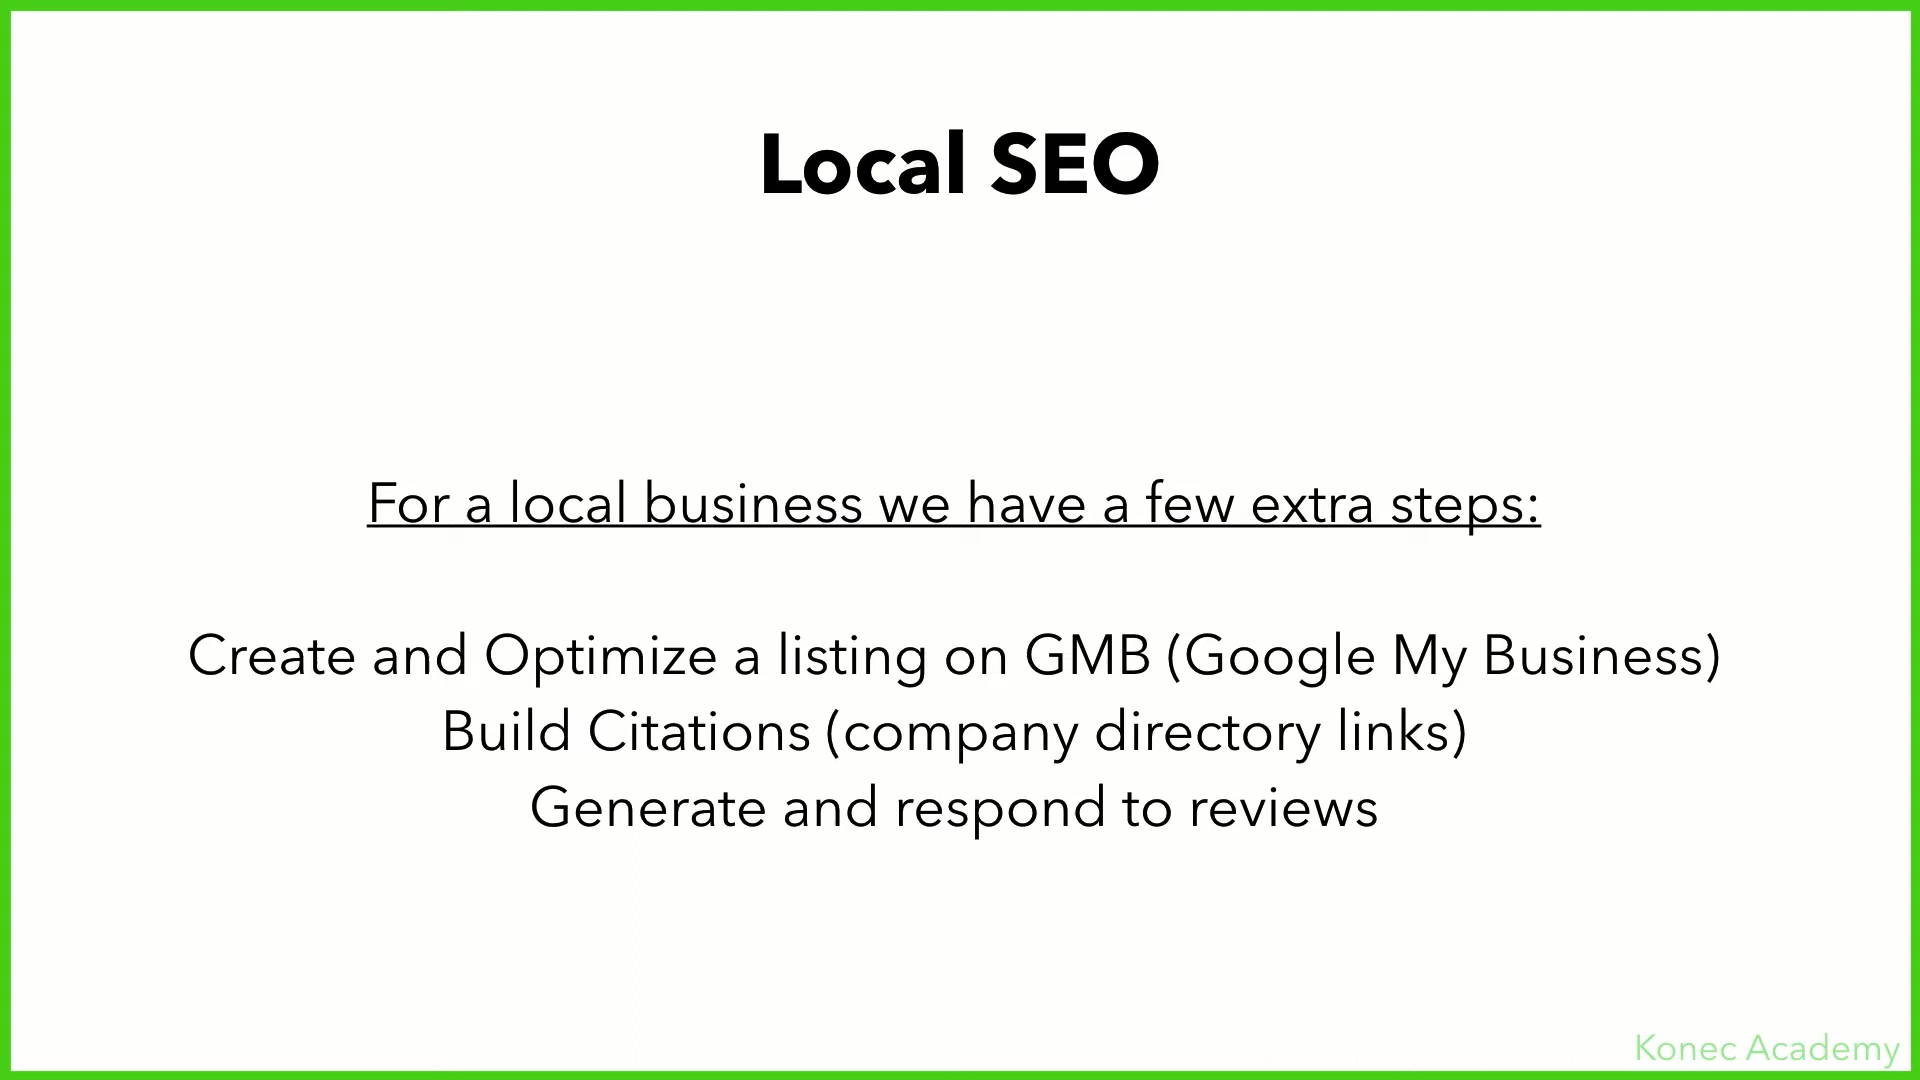 Local SEO
For a local business we have a few extra steps:
Create and Optimize a listing on GMB (Google My Business)
Build Citations (company directory links)
Generate and respond to reviews
Konec Academy